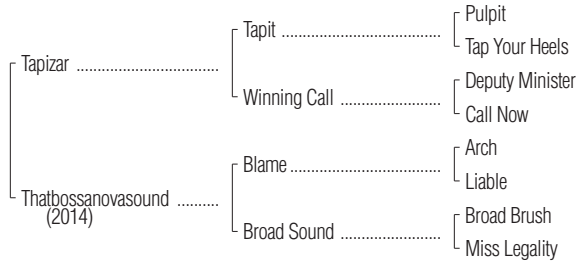 Pulpit
Tapit ........................................
Tap Your Heels
Tapizar ....................................
Deputy Minister
Winning Call .........................
Call Now
Arch
Blame......................................
Liable
Thatbossanovasound ..........
(2014)
Broad Brush
Broad Sound .........................
Miss Legality